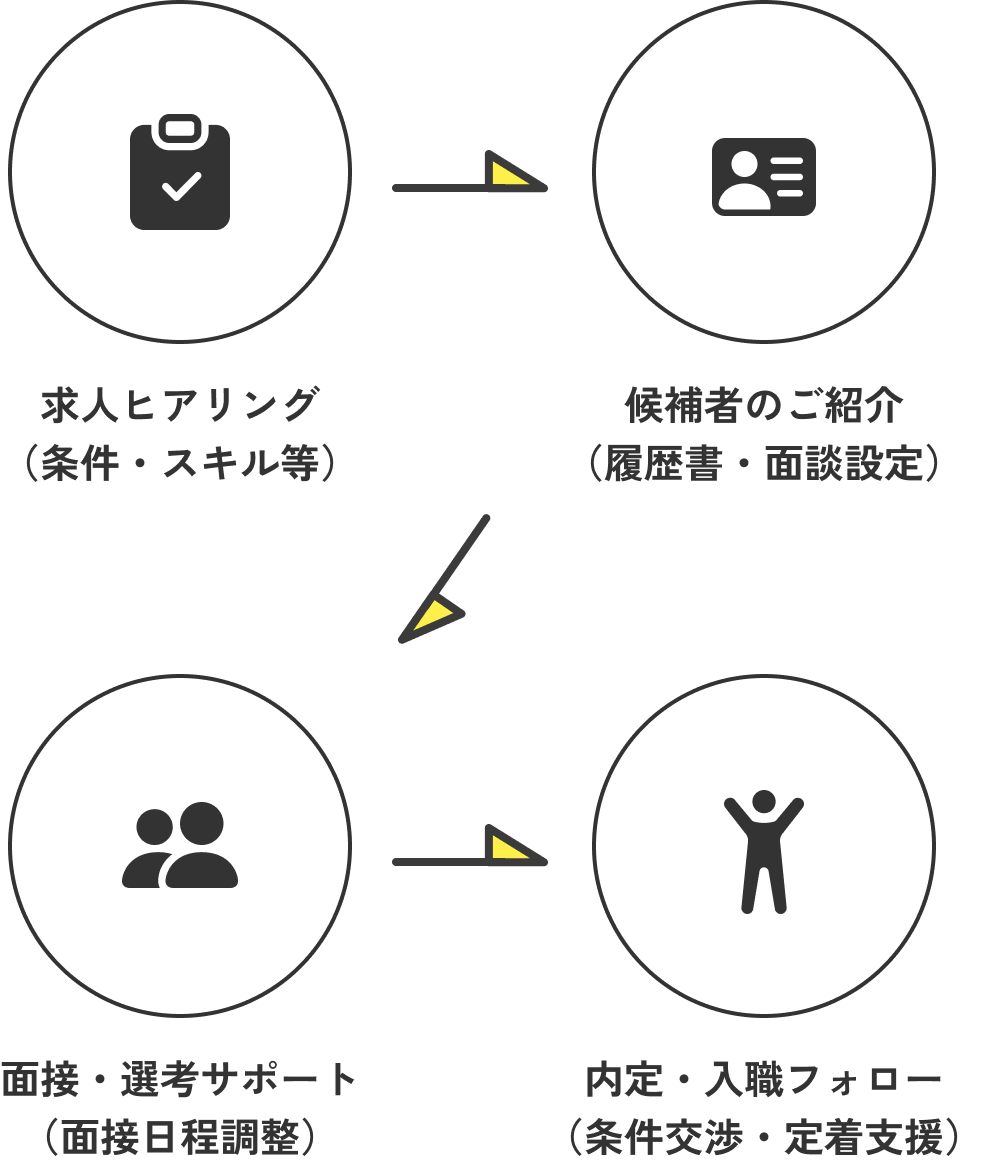 求人ヒアリング
（条件・スキル等）
候補者のご紹介
（履歴書・面談設定）
面接・選考サポート
（面接日程調整）
内定・入職フォロー
（条件交渉・定着支援）